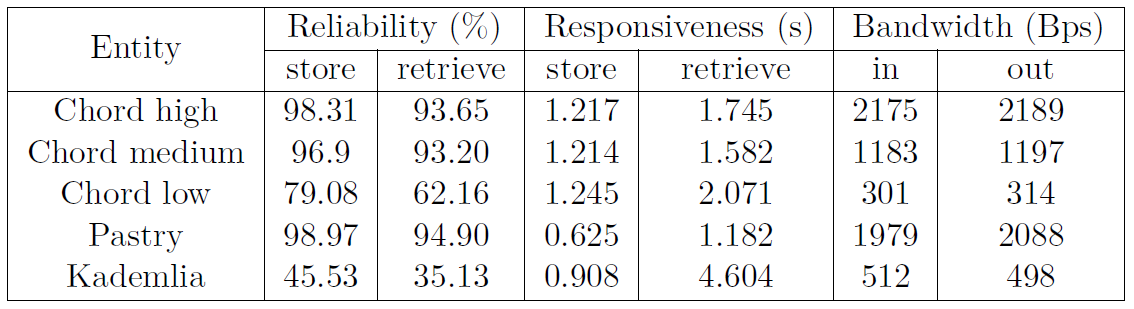 Entity Reliability (%) Responsiveness (s) Bandwidth (Bps)
store retrieve store retrieve in out
Chord high 98.31 93.65 1.217 1.745 2175 2189
Chord medium 96.9 93.20 1.214 1.582 1183 1197
Chord low 79.08 62.16 1.245 2.071 301 314
Pastry 98.97 94.90 0.625 1.182 1979 2088
Kademlia 45.53 35.13 0.908 4.604 512 498